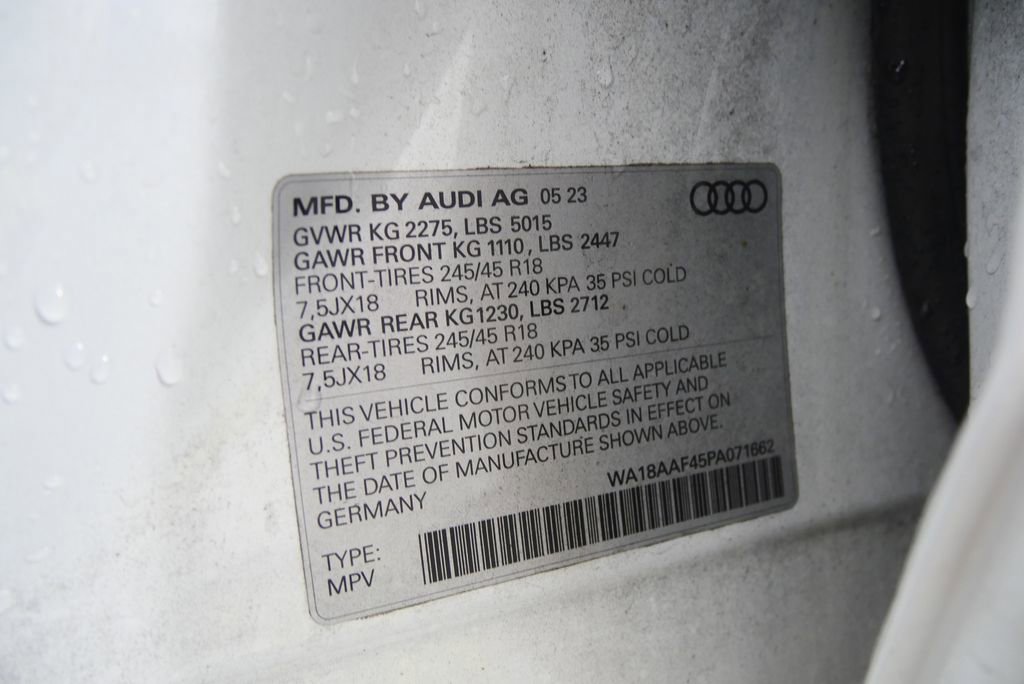 MFD. BY AUDI AG 05 23
GVWR KG 2275, LBS 5015
GAWR FRONT KG 1110, LBS 2447
FRONT-TIRES 245/45 R18
7,5JX18 RIMS, AT 240 KPA 35 PSI COLD
GAWR REAR KG1230, LBS 2712
REAR-TIRES 245/45 R18
7,5JX18 RIMS, AT 240 KPA 35 PSI COLD
THIS VEHICLE CONFORMS TO ALL APPLICABLE
U.S. FEDERAL MOTOR VEHICLE SAFETY AND
THEFT PREVENTION STANDARDS IN EFFECT ON
THE DATE OF MANUFACTURE SHOWN ABOVE.
GERMANY WA18AAF45PA071662
TYPE:
MPV